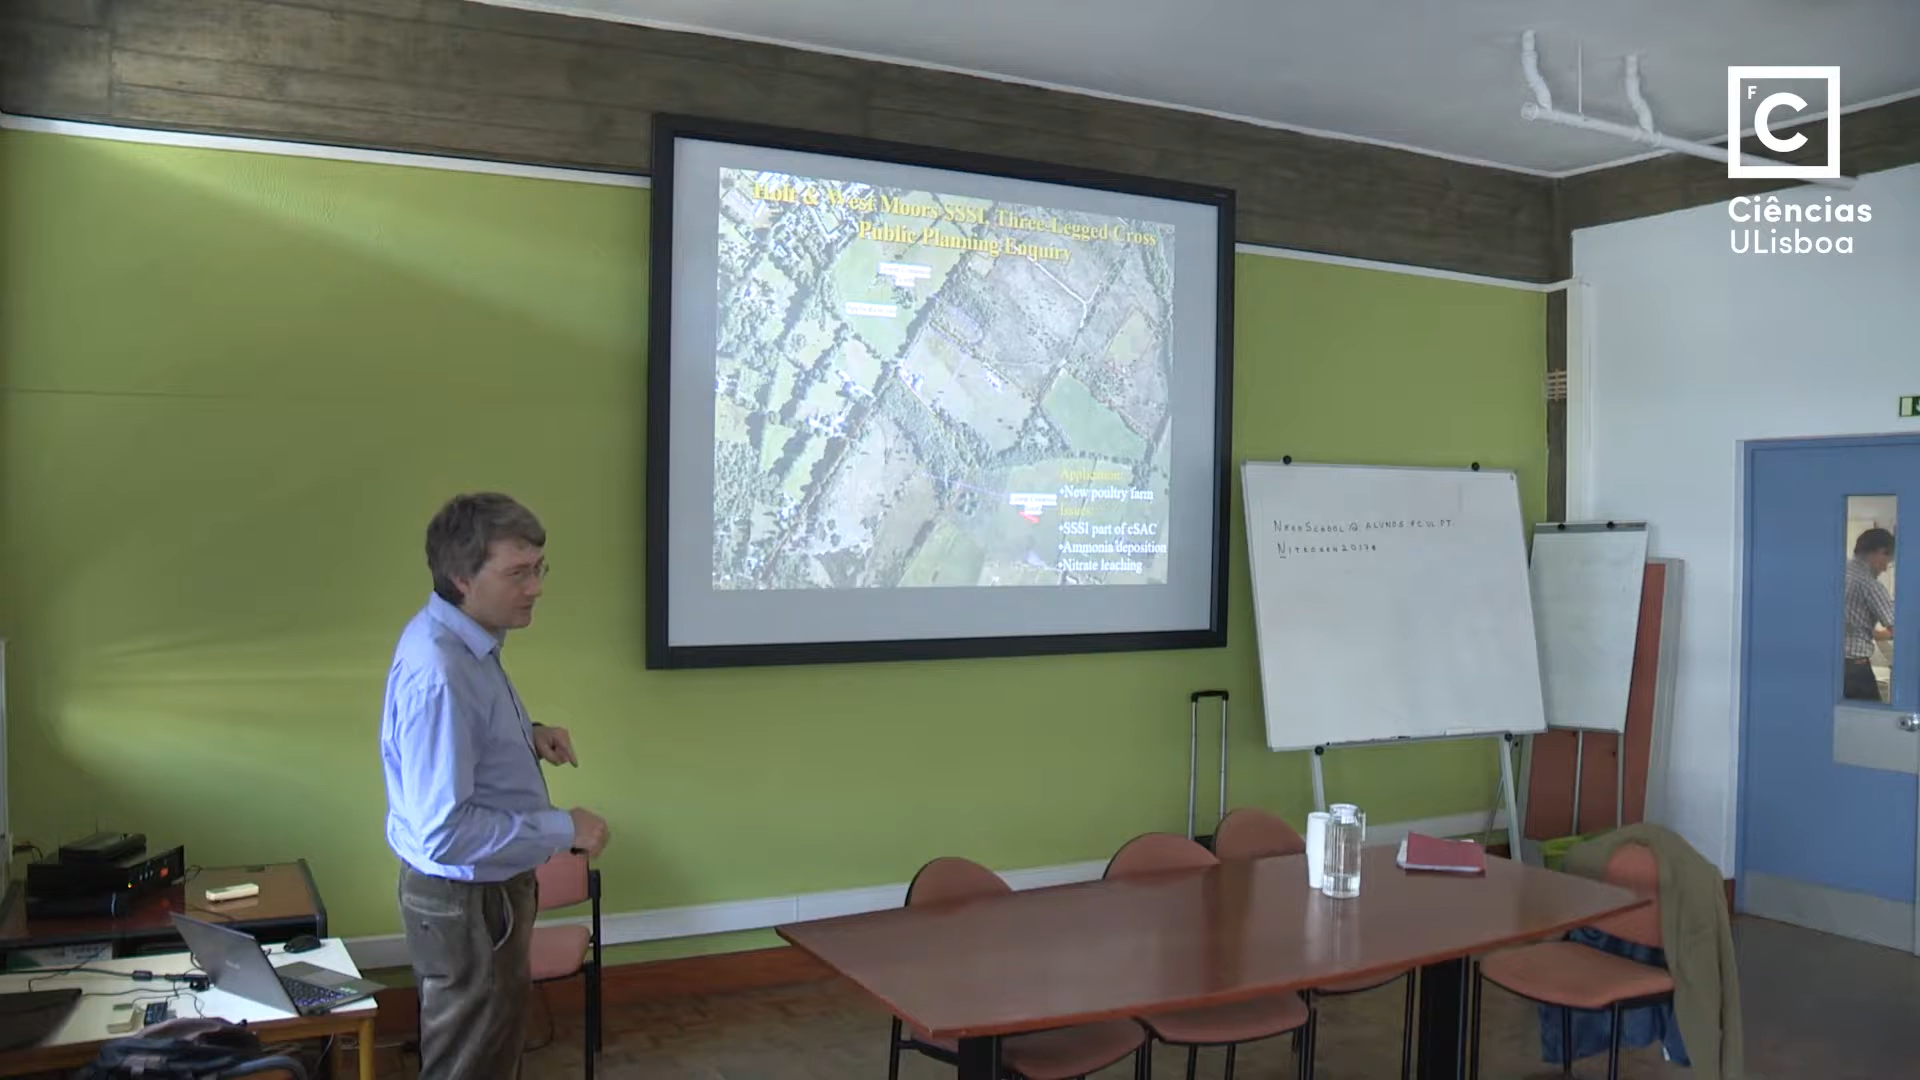 Holt & West Moors SSSI, Three-Legged Cross
Public Planning Enquiry
Application:
•New poultry farm
Issues:
•SSSI part of cSAC
•Ammonia deposition
•Nitrate leaching
F
C
Ciências
ULisboa